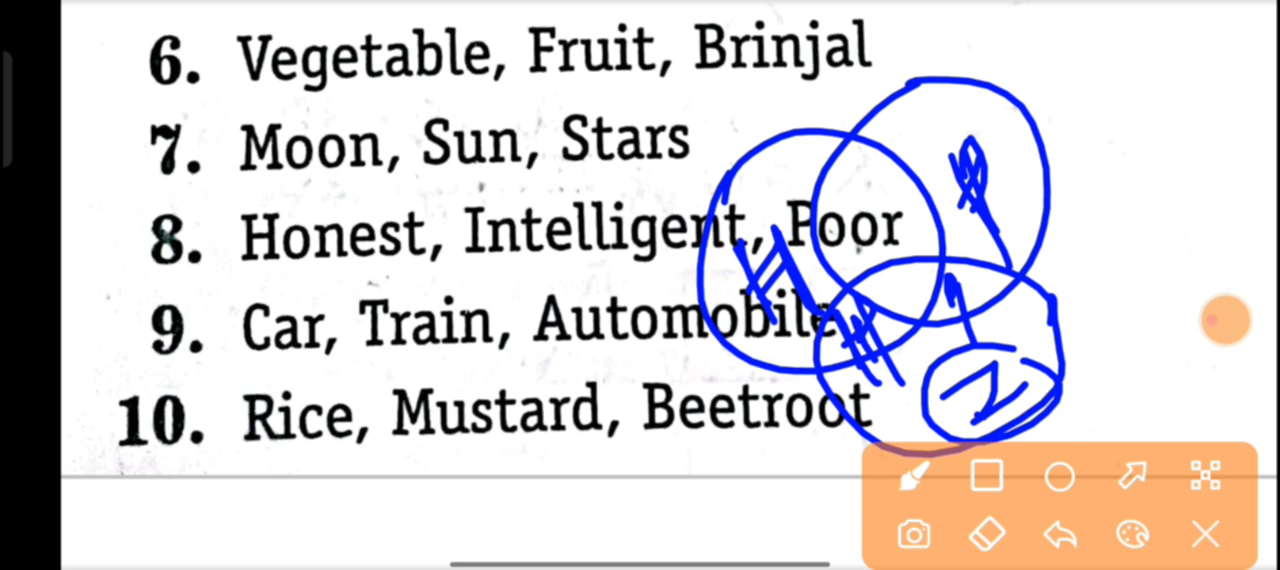 6. Vegetable, Fruit, Brinjal
7. Moon, Sun, Stars
8. Honest, Intelligent, Poor
9. Car, Train, Automobile
10. Rice, Mustard, Beetroot